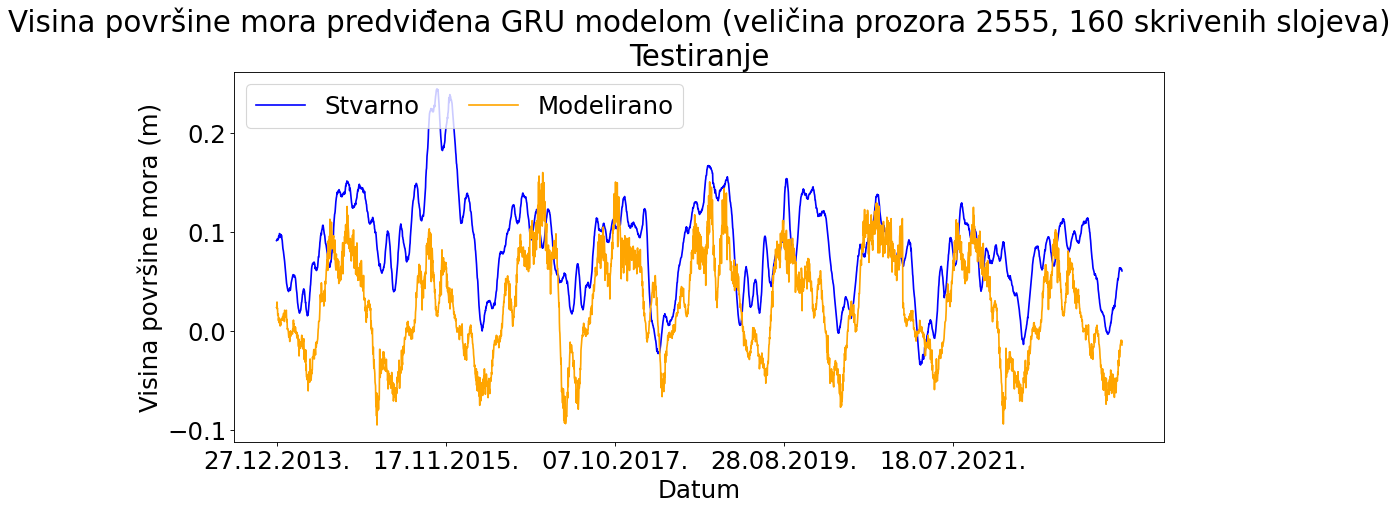 Visina površine mora predviđena GRU modelom (veličina prozora 2555, 160 skrivenih slojeva)
Testiranje
Stvarno
Modelirano
Visina površine mora (m)
0.2
0.1
0.0
−0.1
27.12.2013.
17.11.2015.
07.10.2017.
28.08.2019.
18.07.2021.
Datum